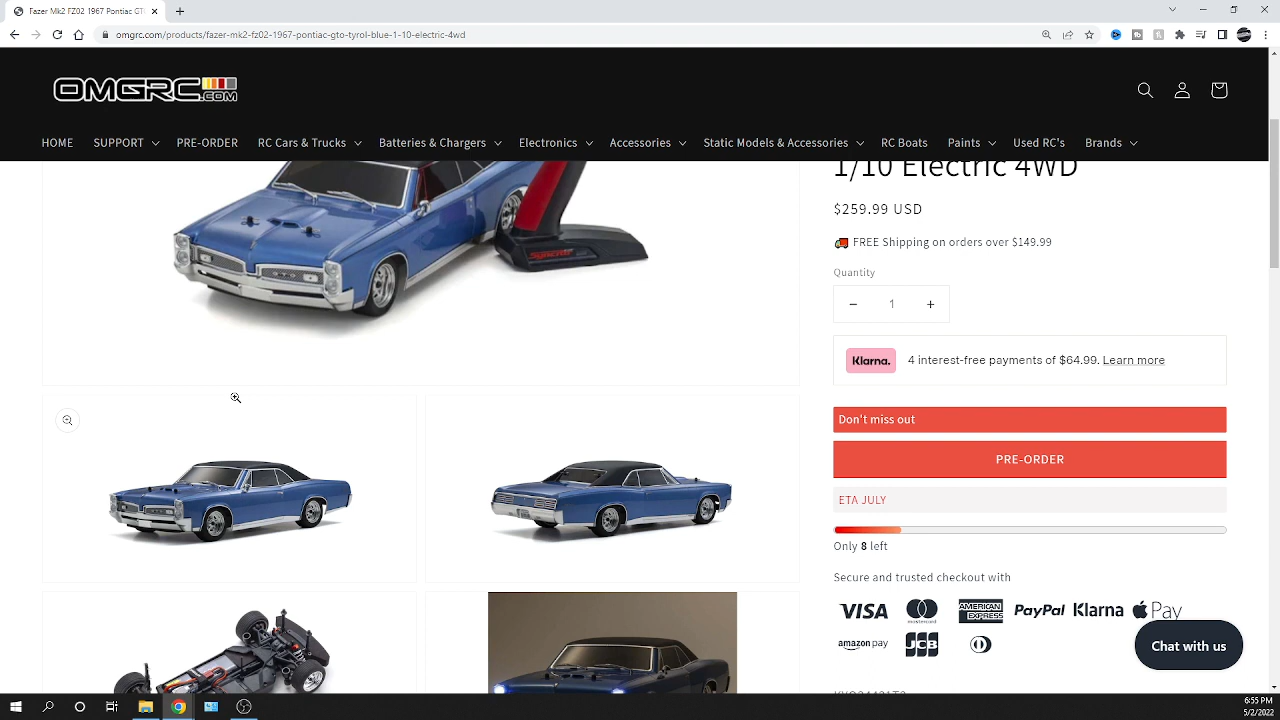 Fazer Mk2 FZ02 1967 Pontiac GT
omgrc.com/products/fazer-mk2-fz02-1967-pontiac-gto-tyrol-blue-1-10-electric-4wd
OMGRC.COM
HOME SUPPORT PRE-ORDER RC Cars & Trucks Batteries & Chargers Electronics Accessories Static Models & Accessories RC Boats Paints Used RC's Brands
1/10 Electric 4WD
$259.99 USD
FREE Shipping on orders over $149.99
Quantity
1
Klarna. 4 interest-free payments of $64.99. Learn more
Don't miss out
PRE-ORDER
ETA JULY
Only 8 left
Secure and trusted checkout with
VISA mastercard AMERICAN EXPRESS PayPal Klarna Pay
amazon pay JCB
Chat with us
GTO
Syncro
6:55 PM
5/2/2022